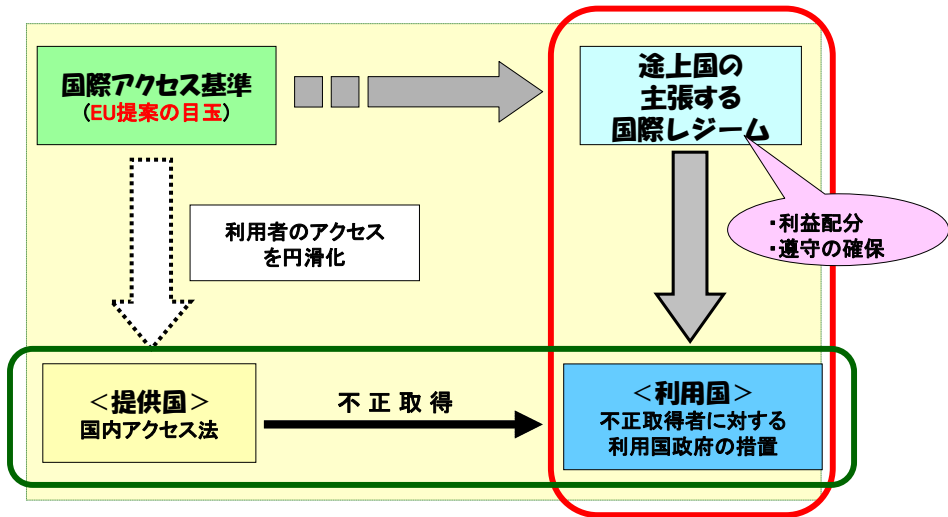 国際アクセス基準
(EU提案の目玉)
途上国の
主張する
国際レジーム
・利益配分
・遵守の確保
利用者のアクセス
を円滑化
＜提供国＞
国内アクセス法
不 正 取 得
＜利用国＞
不正取得者に対する
利用国政府の措置